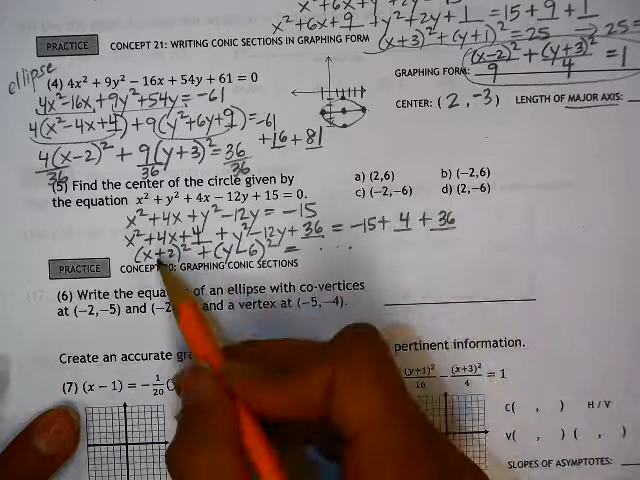 x² + 6x + y² + 2y
x² + 6x + 9 + y² + 2y + 1 = 15 + 9 + 1
(x+3)² + (y+1)² = 25
25 =
PRACTICE CONCEPT 21: WRITING CONIC SECTIONS IN GRAPHING FORM
ellipse
(4) 4x² + 9y² − 16x + 54y + 61 = 0
4x² - 16x + 9y² + 54y = -61
4(x² - 4x + 4) + 9(y² + 6y + 9) = -61 + 16 + 81
4(x-2)² + 9(y+3)² = 36
36 36 36
GRAPHING FORM: (x-2)²/9 + (y+3)²/4 = 1
CENTER: (2, -3) LENGTH OF MAJOR AXIS:
(5) Find the center of the circle given by
the equation x² + y² + 4x − 12y + 15 = 0.
a) (2,6) b) (−2,6)
c) (−2,−6) d) (2,−6)
x² + 4x + y² - 12y = -15
x² + 4x + 4 + y² - 12y + 36 = -15 + 4 + 36
(x+2)² + (y-6)² = . . .
PRACTICE CONCEPT GRAPHING CONIC SECTIONS
(6) Write the equ of an ellipse with co-vertices
at (−2,−5) and (−2 and a vertex at (−5,−4).
Create an accurate gra pertinent information.
(7) (x − 1) = −1/20 (
(y+1)²/16 − (x+3)²/4 = 1
C( , ) H / V
V( , ) ( , )
SLOPES OF ASYMPTOTES: